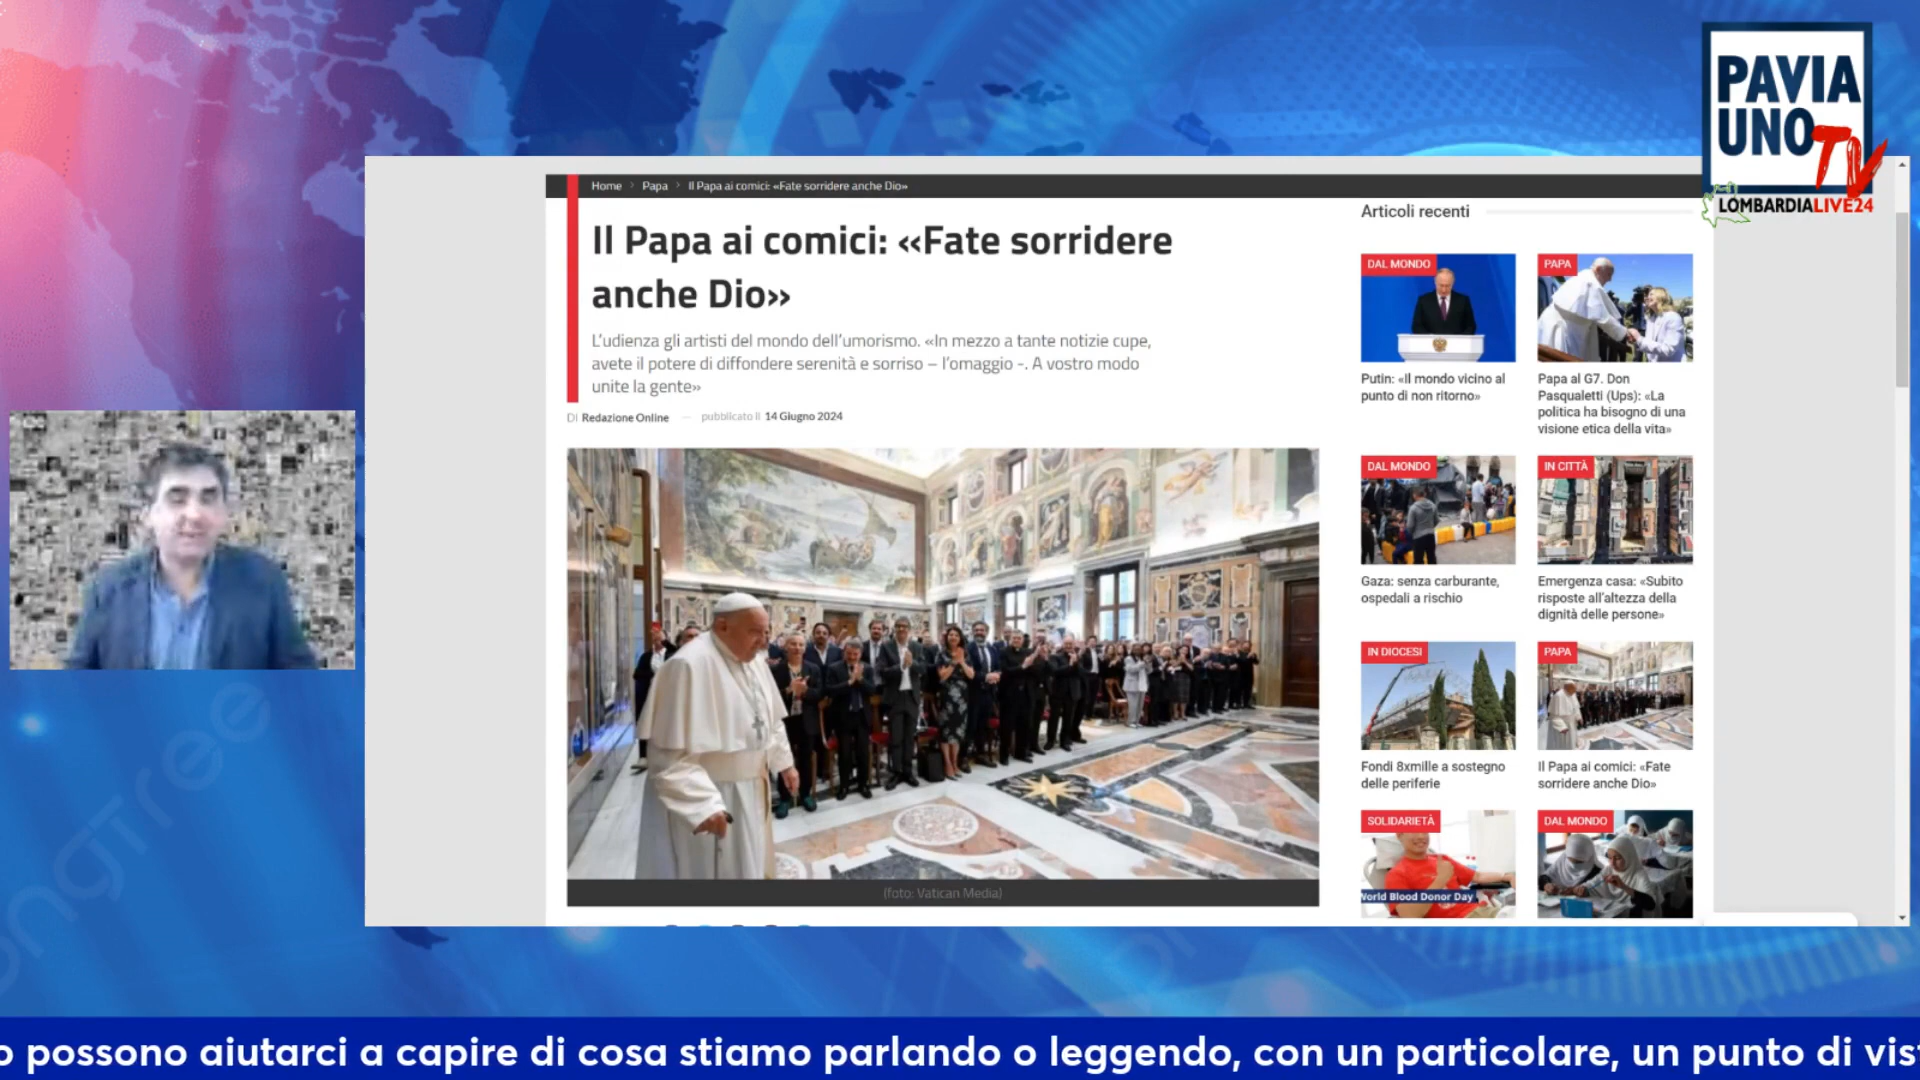 PAVIA
UNO TV
LOMBARDIALIVE24
Home > Papa > Il Papa ai comici: «Fate sorridere anche Dio»
Il Papa ai comici: «Fate sorridere
anche Dio»
L'udienza gli artisti del mondo dell'umorismo. «In mezzo a tante notizie cupe,
avete il potere di diffondere serenità e sorriso – l'omaggio -. A vostro modo
unite la gente»
Di Redazione Online — pubblicato il 14 Giugno 2024
(foto: Vatican Media)
Articoli recenti
DAL MONDO
Putin: «Il mondo vicino al
punto di non ritorno»
PAPA
Papa al G7. Don
Pasqualetti (Ups): «La
politica ha bisogno di una
visione etica della vita»
DAL MONDO
Gaza: senza carburante,
ospedali a rischio
IN CITTÀ
Emergenza casa: «Subito
risposte all'altezza della
dignità delle persone»
IN DIOCESI
Fondi 8xmille a sostegno
delle periferie
PAPA
Il Papa ai comici: «Fate
sorridere anche Dio»
SOLIDARIETÀ
World Blood Donor Day
DAL MONDO
o possono aiutarci a capire di cosa stiamo parlando o leggendo, con un particolare, un punto di vis